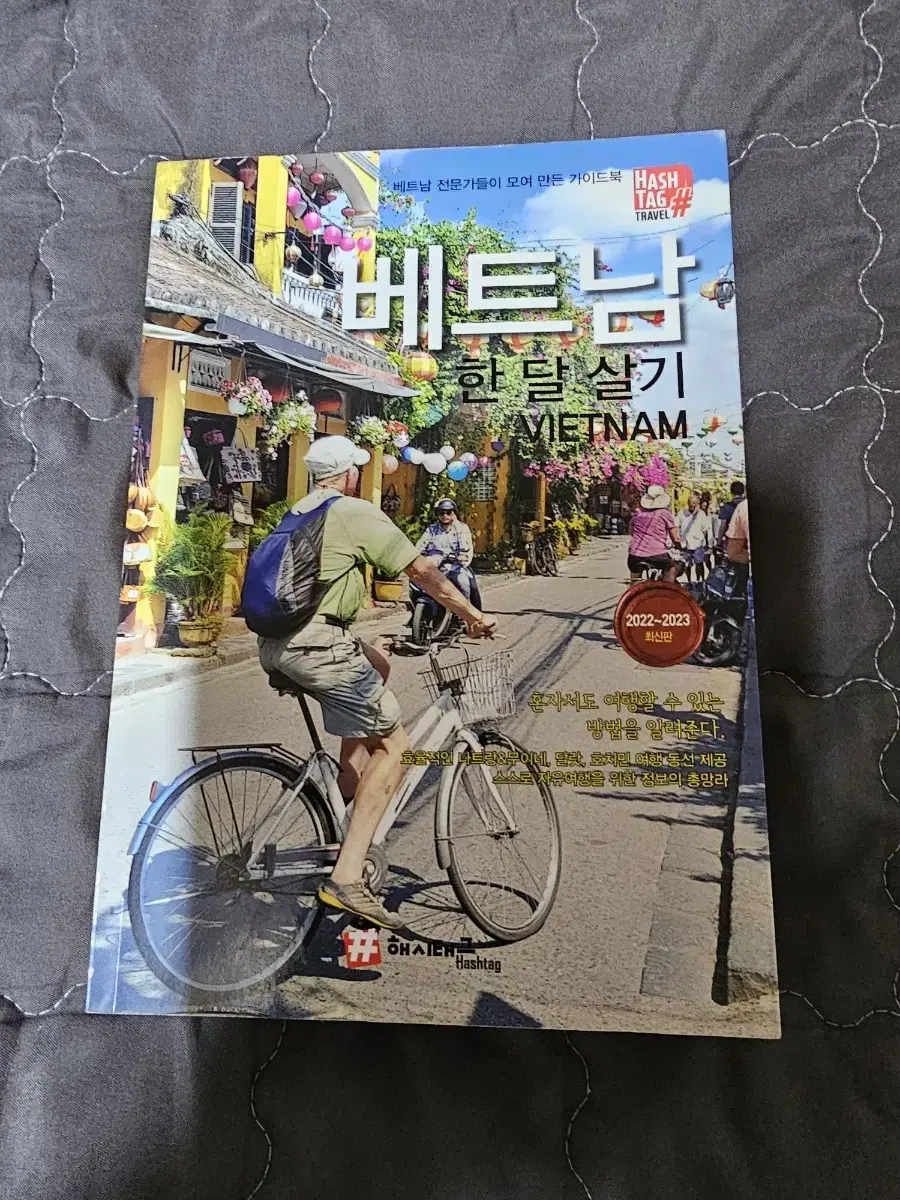 베트남 전문가들이 모여 만든 가이드북
HASH
TAG #
TRAVEL
베트남
한 달 살기
VIETNAM
2022~2023
최신판
혼자서도 여행할 수 있는
방법을 알려준다.
효율적인 나트랑&무이네, 달랏, 호치민 여행 동선 제공
스스로 자유여행을 위한 정보의 총망라
# 해시태그
Hashtag